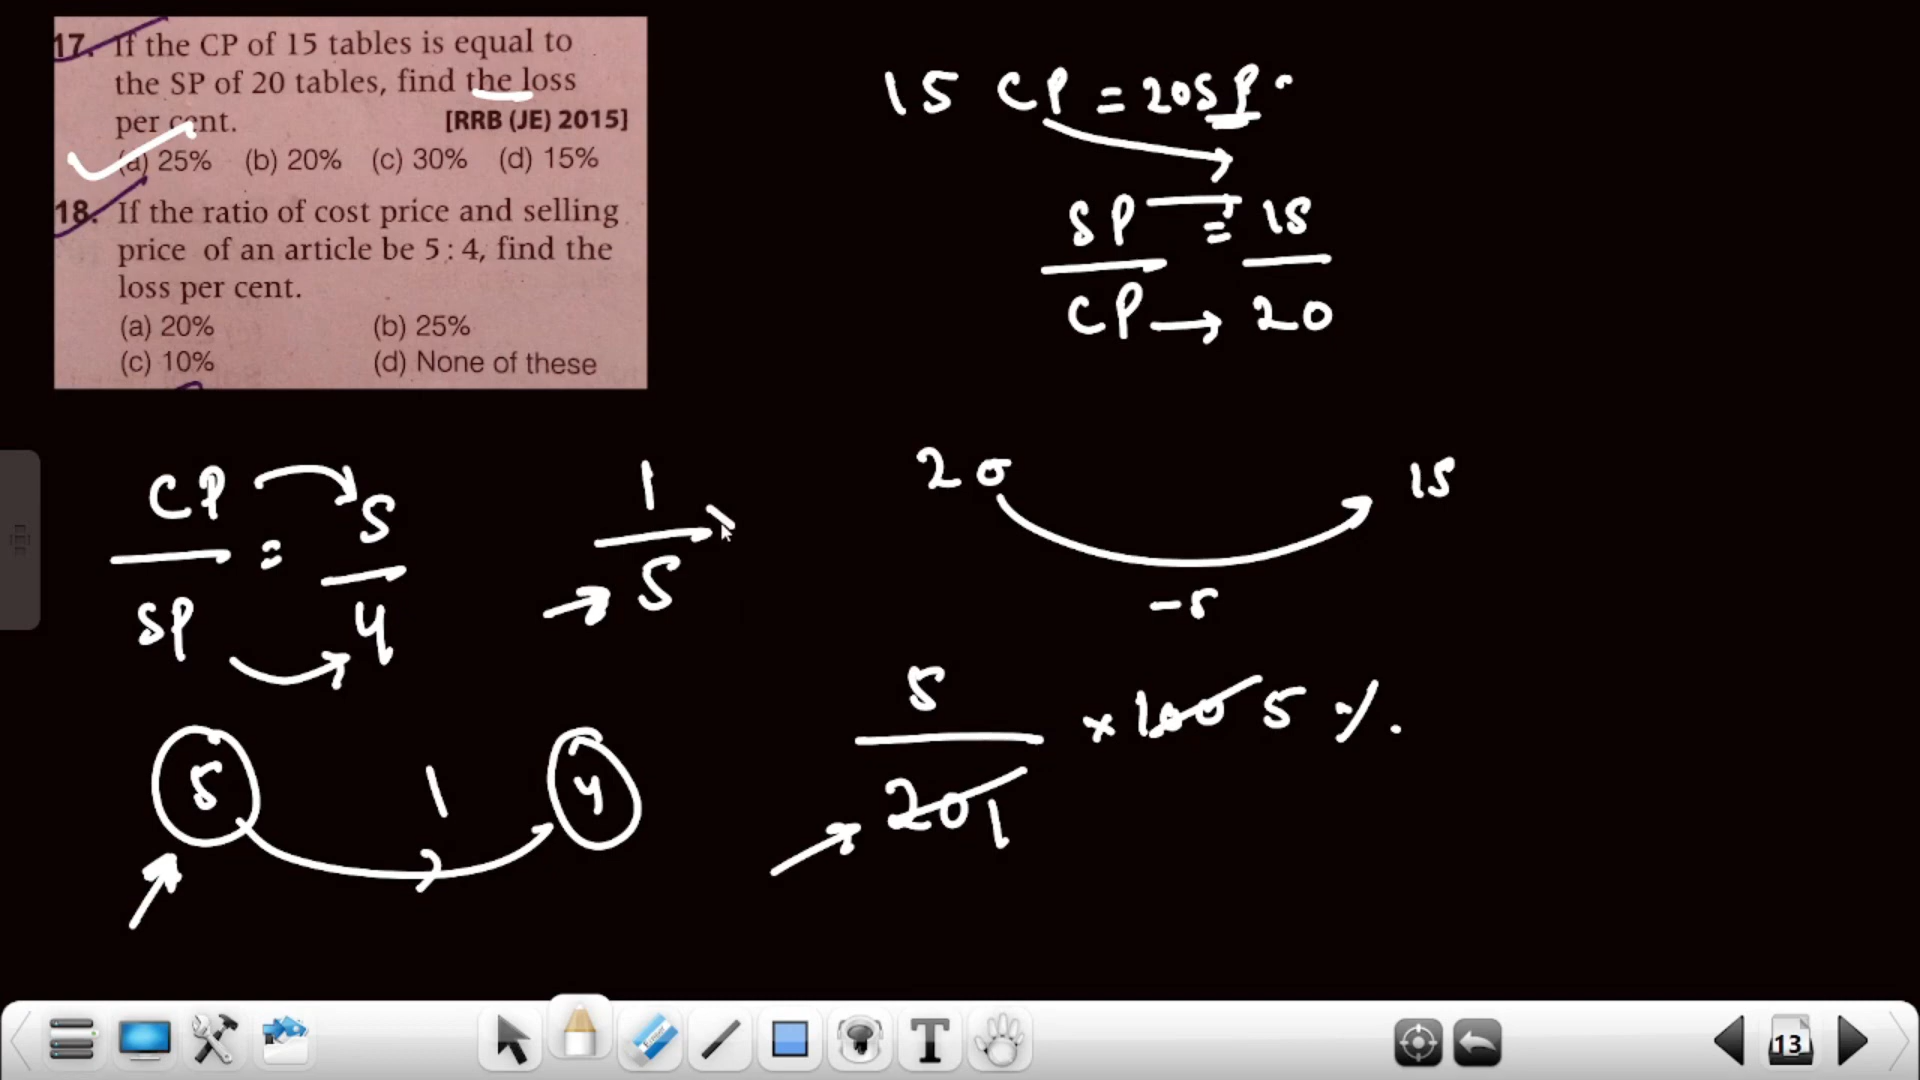 17. If the CP of 15 tables is equal to
the SP of 20 tables, find the loss
per cent. [RRB (JE) 2015]
(a) 25% (b) 20% (c) 30% (d) 15%
18. If the ratio of cost price and selling
price of an article be 5 : 4, find the
loss per cent.
(a) 20% (b) 25%
(c) 10% (d) None of these
15 CP = 20SP
SP = 15
CP → 20
CP = 5
SP 4
1
5
5 1 4
20 15
-5
5
20 1 × 100 5 %.
T
13